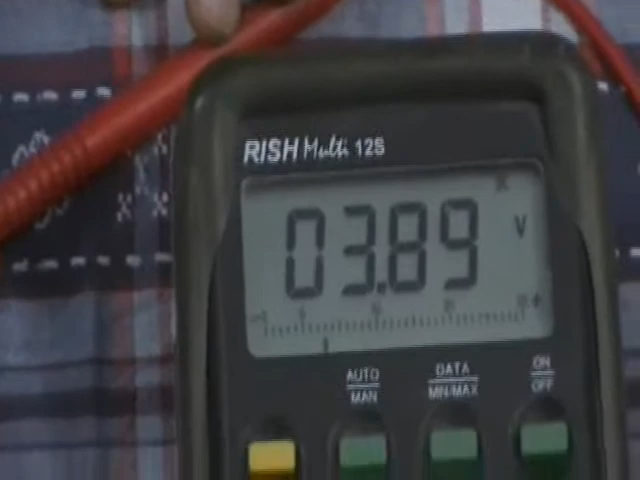 RISH Multi 12S
03.89 V
AUTO DATA ON
MAN MIN/MAX OFF